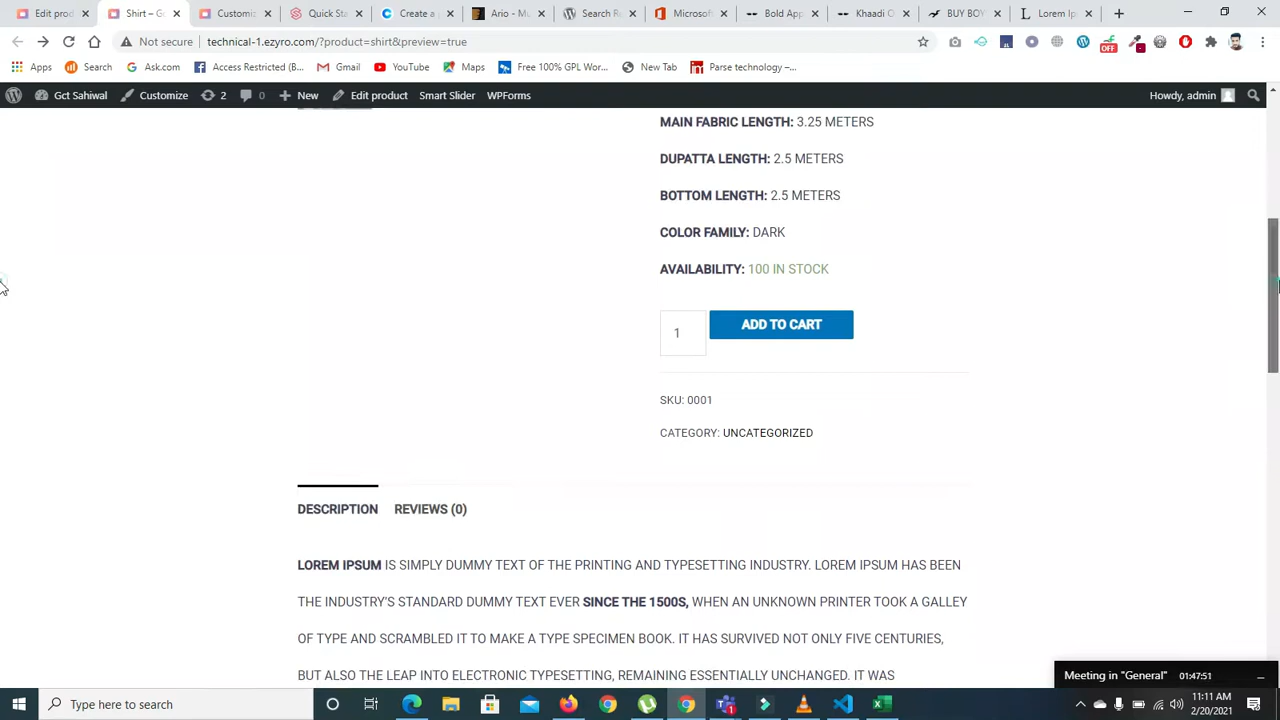 Edit prod
Shirt – Gc
Customiz
Quick Sta
Create a
Ario - Mu
Search Re
Microsoft
Bold App
Khaadi O
BUY BOY
Lorem Ip
Not secure
technical-1.ezyro.com/?product=shirt&preview=true
OFF
Apps
Search
Ask.com
Access Restricted (B...
Gmail
YouTube
Maps
Free 100% GPL Wor...
New Tab
Parse technology –...
Gct Sahiwal
Customize
2
0
New
Edit product
Smart Slider
WPForms
Howdy, admin
MAIN FABRIC LENGTH: 3.25 METERS
DUPATTA LENGTH: 2.5 METERS
BOTTOM LENGTH: 2.5 METERS
COLOR FAMILY: DARK
AVAILABILITY: 100 IN STOCK
1
ADD TO CART
SKU: 0001
CATEGORY: UNCATEGORIZED
DESCRIPTION
REVIEWS (0)
LOREM IPSUM IS SIMPLY DUMMY TEXT OF THE PRINTING AND TYPESETTING INDUSTRY. LOREM IPSUM HAS BEEN
THE INDUSTRY'S STANDARD DUMMY TEXT EVER SINCE THE 1500S, WHEN AN UNKNOWN PRINTER TOOK A GALLEY
OF TYPE AND SCRAMBLED IT TO MAKE A TYPE SPECIMEN BOOK. IT HAS SURVIVED NOT ONLY FIVE CENTURIES,
BUT ALSO THE LEAP INTO ELECTRONIC TYPESETTING, REMAINING ESSENTIALLY UNCHANGED. IT WAS
Meeting in "General"
01:47:51
Type here to search
11:11 AM
2/20/2021